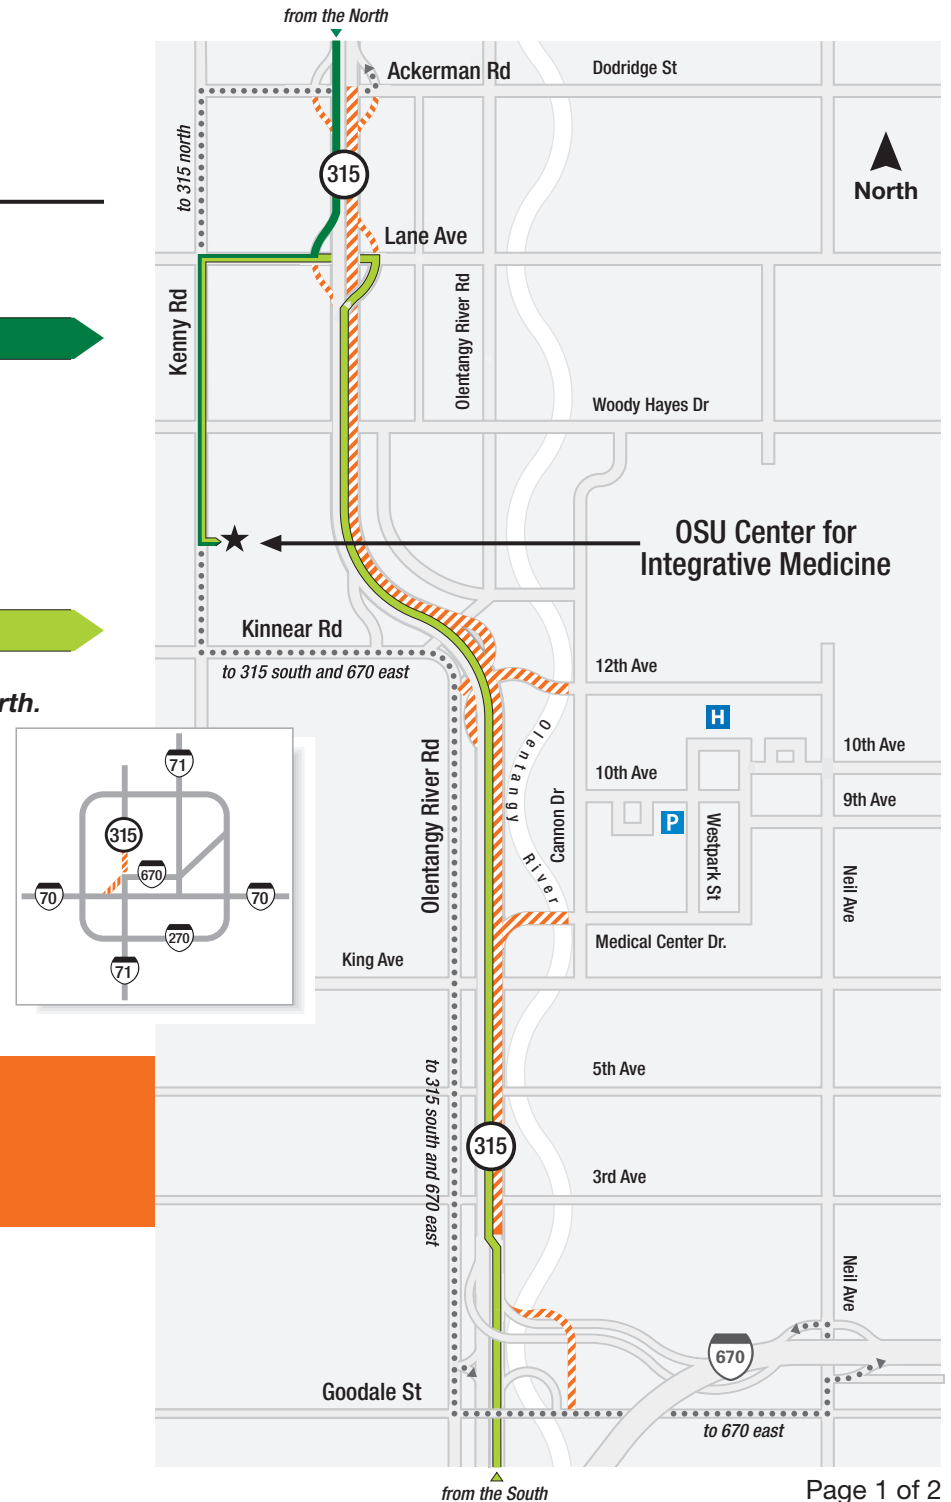 from the North
Ackerman Rd
Dodridge St
to 315 north
315
North
Lane Ave
Kenny Rd
Olentangy River Rd
Woody Hayes Dr
OSU Center for
Integrative Medicine
Kinnear Rd
to 315 south and 670 east
12th Ave
rth.
H
71
Olentangy
10th Ave
10th Ave
Olentangy River Rd
Cannon Dr
9th Ave
P
Westpark St
315
670
River
Neil Ave
70
70
270
Medical Center Dr.
71
King Ave
to 315 south and 670 east
5th Ave
315
3rd Ave
Neil Ave
670
Goodale St
to 670 east
from the South
Page 1 of 2